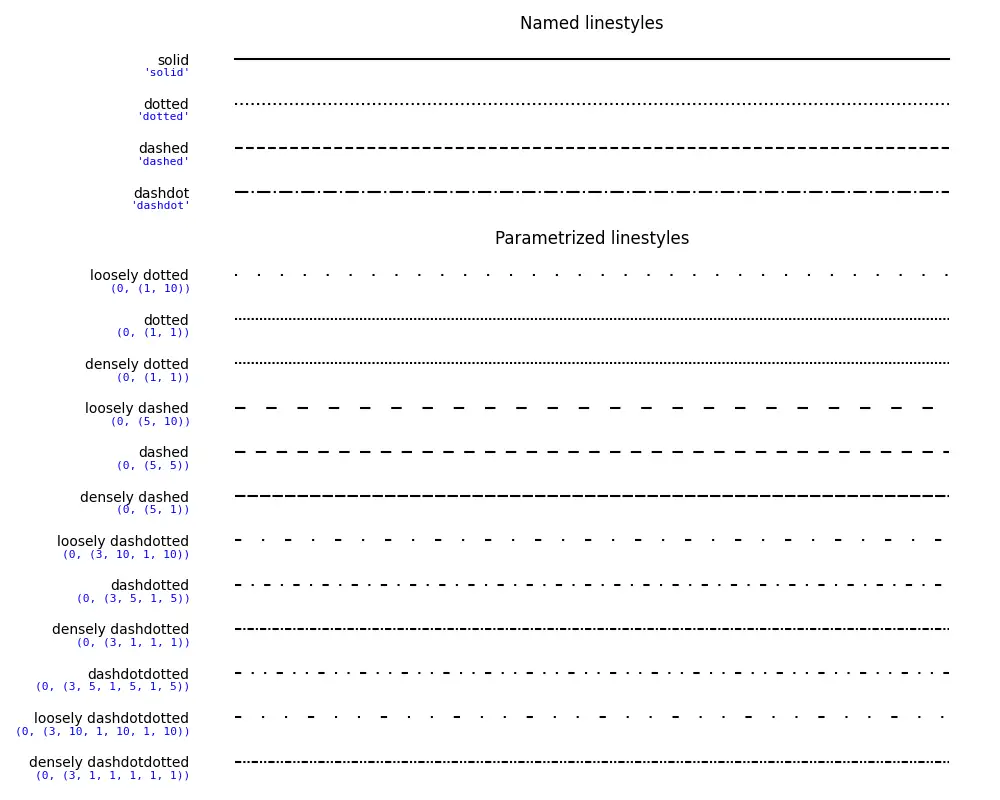 Named linestyles
solid
'solid'
dotted
'dotted'
dashed
'dashed'
dashdot
'dashdot'
Parametrized linestyles
loosely dotted
(0, (1, 10))
dotted
(0, (1, 1))
densely dotted
(0, (1, 1))
loosely dashed
(0, (5, 10))
dashed
(0, (5, 5))
densely dashed
(0, (5, 1))
loosely dashdotted
(0, (3, 10, 1, 10))
dashdotted
(0, (3, 5, 1, 5))
densely dashdotted
(0, (3, 1, 1, 1))
dashdotdotted
(0, (3, 5, 1, 5, 1, 5))
loosely dashdotdotted
(0, (3, 10, 1, 10, 1, 10))
densely dashdotdotted
(0, (3, 1, 1, 1, 1, 1))